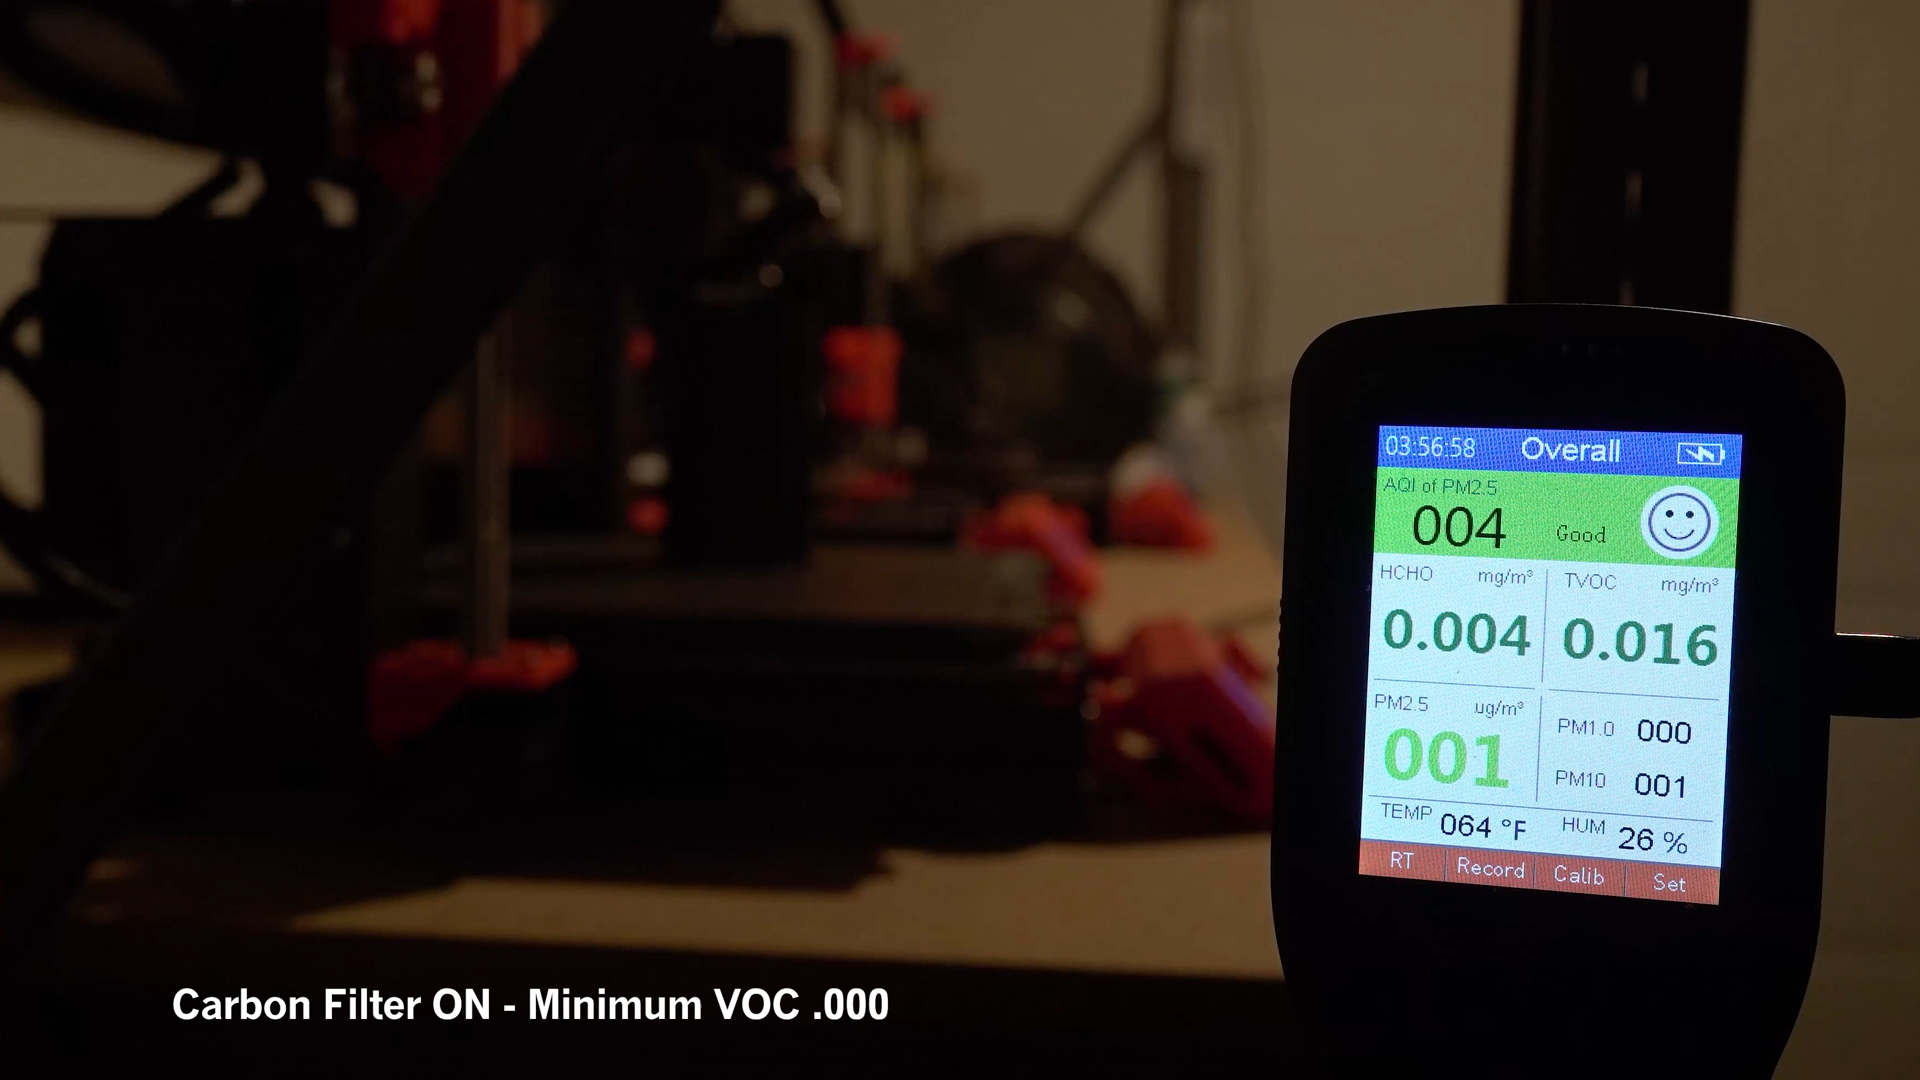 03:56:58 Overall
AQI of PM2.5
004 Good
HCHO mg/m³ TVOC mg/m³
0.004 0.016
PM2.5 ug/m³
001
PM1.0 000
PM10 001
TEMP 064 °F HUM 26 %
RT Record Calib Set
Carbon Filter ON - Minimum VOC .000